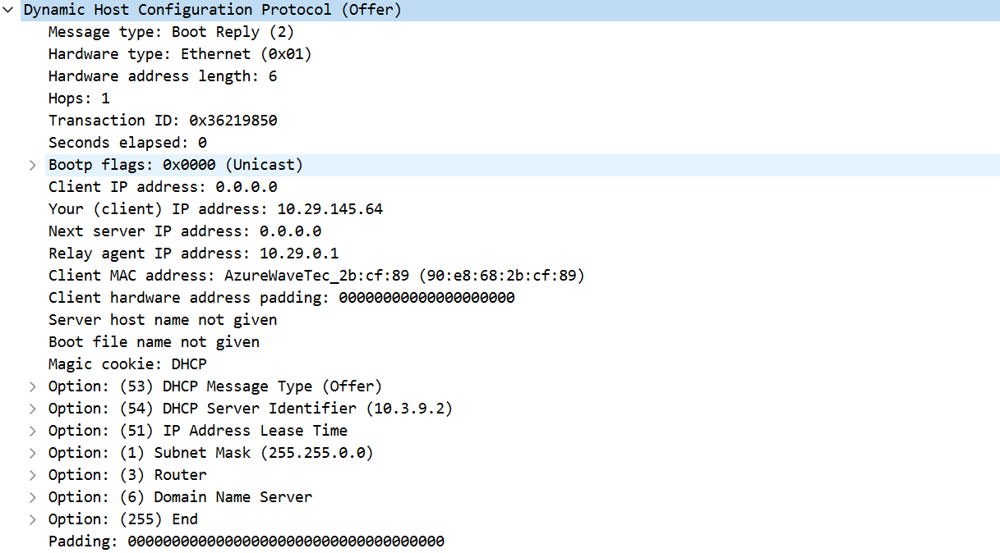 Dynamic Host Configuration Protocol (Offer)
Message type: Boot Reply (2)
Hardware type: Ethernet (0x01)
Hardware address length: 6
Hops: 1
Transaction ID: 0x36219850
Seconds elapsed: 0
Bootp flags: 0x0000 (Unicast)
Client IP address: 0.0.0.0
Your (client) IP address: 10.29.145.64
Next server IP address: 0.0.0.0
Relay agent IP address: 10.29.0.1
Client MAC address: AzureWaveTec_2b:cf:89 (90:e8:68:2b:cf:89)
Client hardware address padding: 00000000000000000000
Server host name not given
Boot file name not given
Magic cookie: DHCP
Option: (53) DHCP Message Type (Offer)
Option: (54) DHCP Server Identifier (10.3.9.2)
Option: (51) IP Address Lease Time
Option: (1) Subnet Mask (255.255.0.0)
Option: (3) Router
Option: (6) Domain Name Server
Option: (255) End
Padding: 000000000000000000000000000000000000